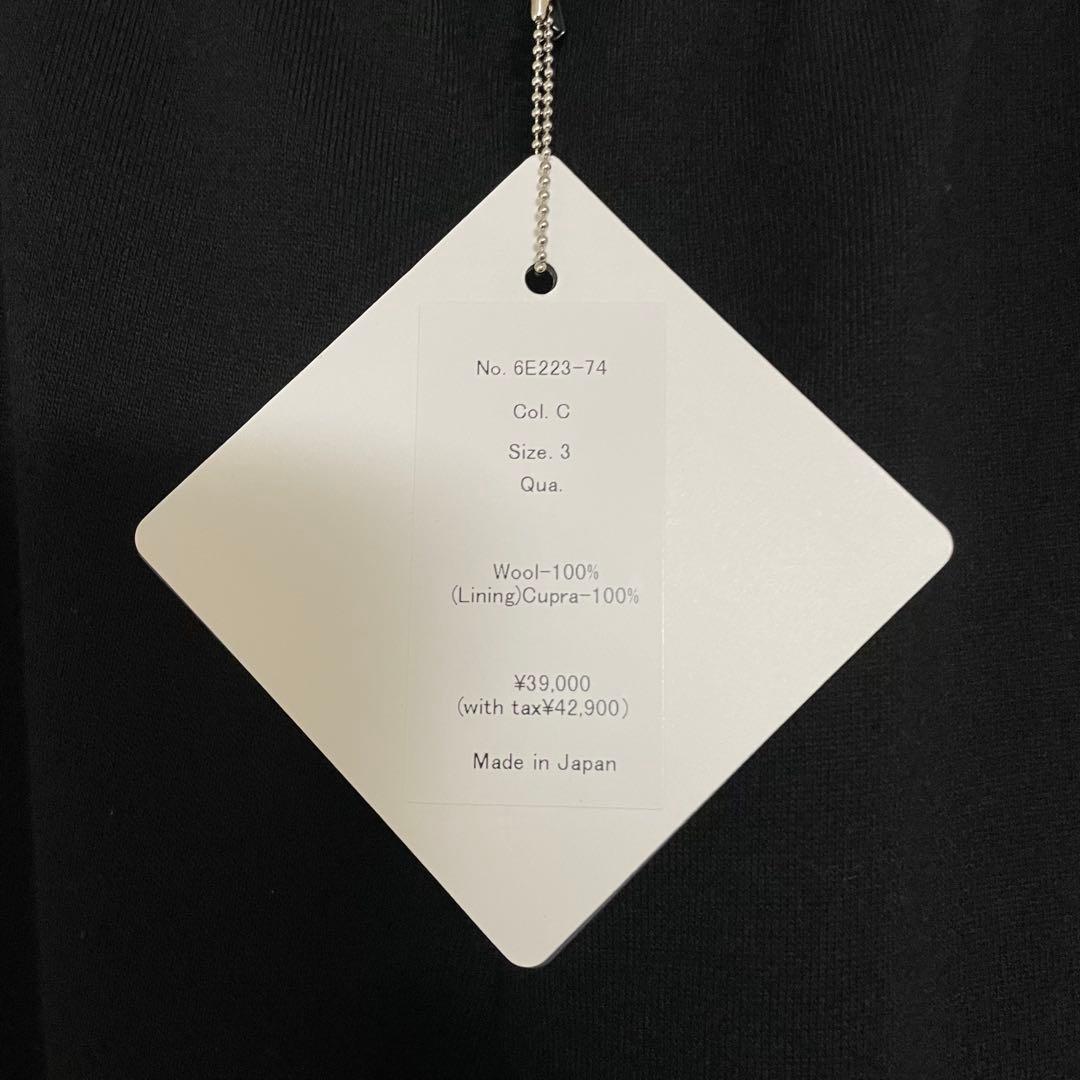 No. 6E223-74
Col. C
Size. 3
Qua.
Wool-100%
(Lining)Cupra-100%
¥39,000
(with tax¥42,900)
Made in Japan